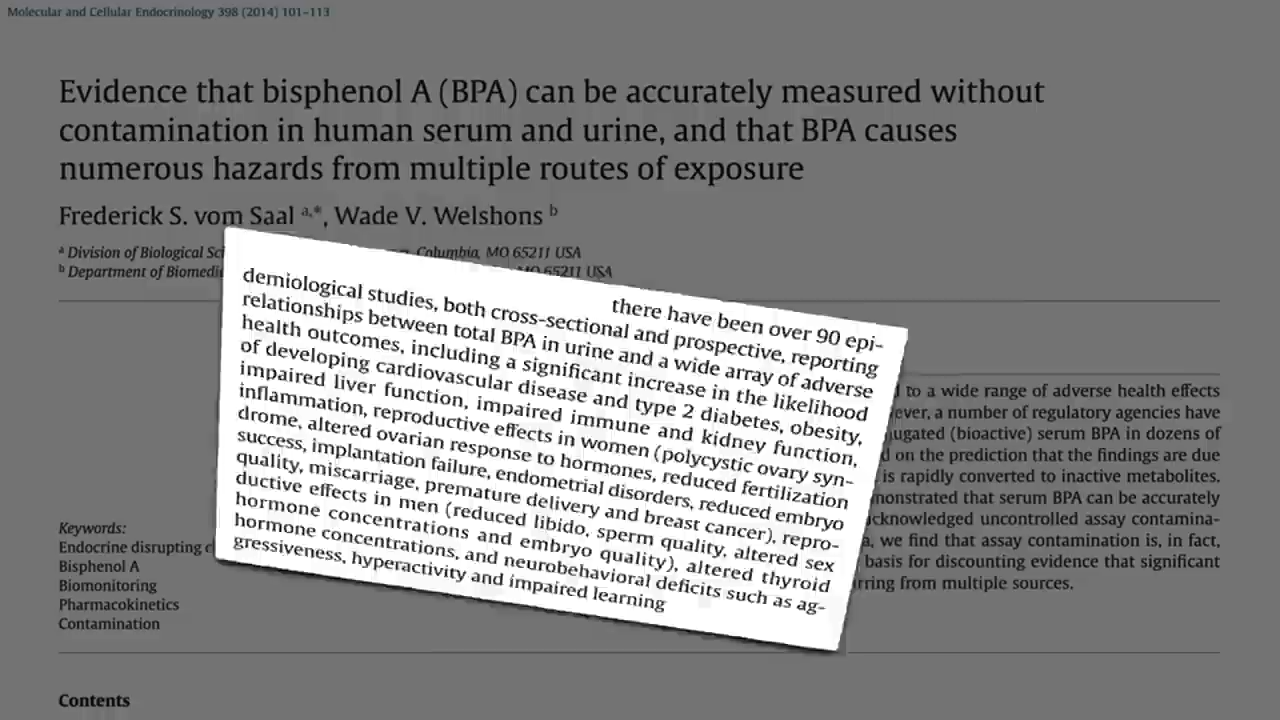 Molecular and Cellular Endocrinology 398 (2014) 101–113
Evidence that bisphenol A (BPA) can be accurately measured without
contamination in human serum and urine, and that BPA causes
numerous hazards from multiple routes of exposure
Frederick S. vom Saal a,*, Wade V. Welshons b
a Division of Biological Sci Columbia, MO 65211 USA
b Department of Biomedi MO 65211 USA
there have been over 90 epi-
demiological studies, both cross-sectional and prospective, reporting
relationships between total BPA in urine and a wide array of adverse
health outcomes, including a significant increase in the likelihood
of developing cardiovascular disease and type 2 diabetes, obesity,
impaired liver function, impaired immune and kidney function,
inflammation, reproductive effects in women (polycystic ovary syn-
drome, altered ovarian response to hormones, reduced fertilization
success, implantation failure, endometrial disorders, reduced embryo
quality, miscarriage, premature delivery and breast cancer), repro-
ductive effects in men (reduced libido, sperm quality, altered sex
hormone concentrations and embryo quality), altered thyroid
hormone concentrations, and neurobehavioral deficits such as ag-
gressiveness, hyperactivity and impaired learning
d to a wide range of adverse health effects
ever, a number of regulatory agencies have
jugated (bioactive) serum BPA in dozens of
d on the prediction that the findings are due
is rapidly converted to inactive metabolites.
monstrated that serum BPA can be accurately
cknowledged uncontrolled assay contamina-
a, we find that assay contamination is, in fact,
basis for discounting evidence that significant
rring from multiple sources.
Keywords:
Endocrine disrupting
Bisphenol A
Biomonitoring
Pharmacokinetics
Contamination
Contents